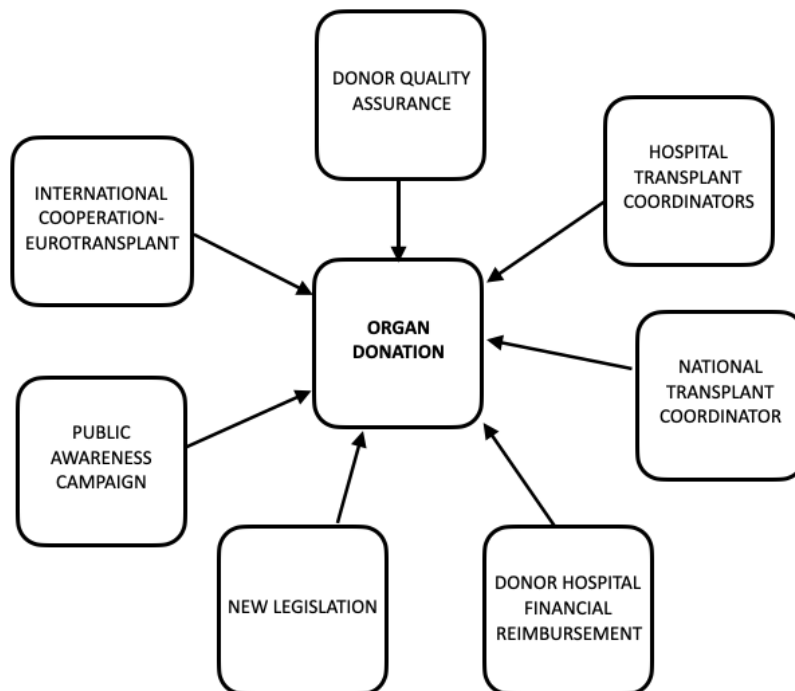 DONOR QUALITY
ASSURANCE
HOSPITAL
TRANSPLANT
COORDINATORS
INTERNATIONAL
COOPERATION-
EUROTRANSPLANT
ORGAN
DONATION
NATIONAL
TRANSPLANT
COORDINATOR
PUBLIC
AWARENESS
CAMPAIGN
NEW LEGISLATION
DONOR HOSPITAL
FINANCIAL
REIMBURSEMENT